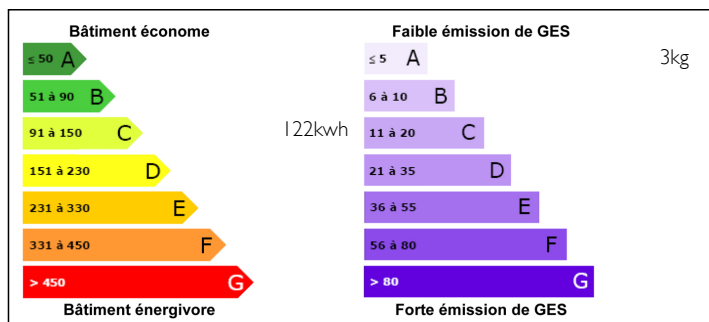 Bâtiment économe
≤ 50 A
51 à 90 B
91 à 150 C
151 à 230 D
231 à 330 E
331 à 450 F
> 450 G
Bâtiment énergivore
122kwh
Faible émission de GES
≤ 5 A
6 à 10 B
11 à 20 C
21 à 35 D
36 à 55 E
56 à 80 F
> 80 G
Forte émission de GES
3kg